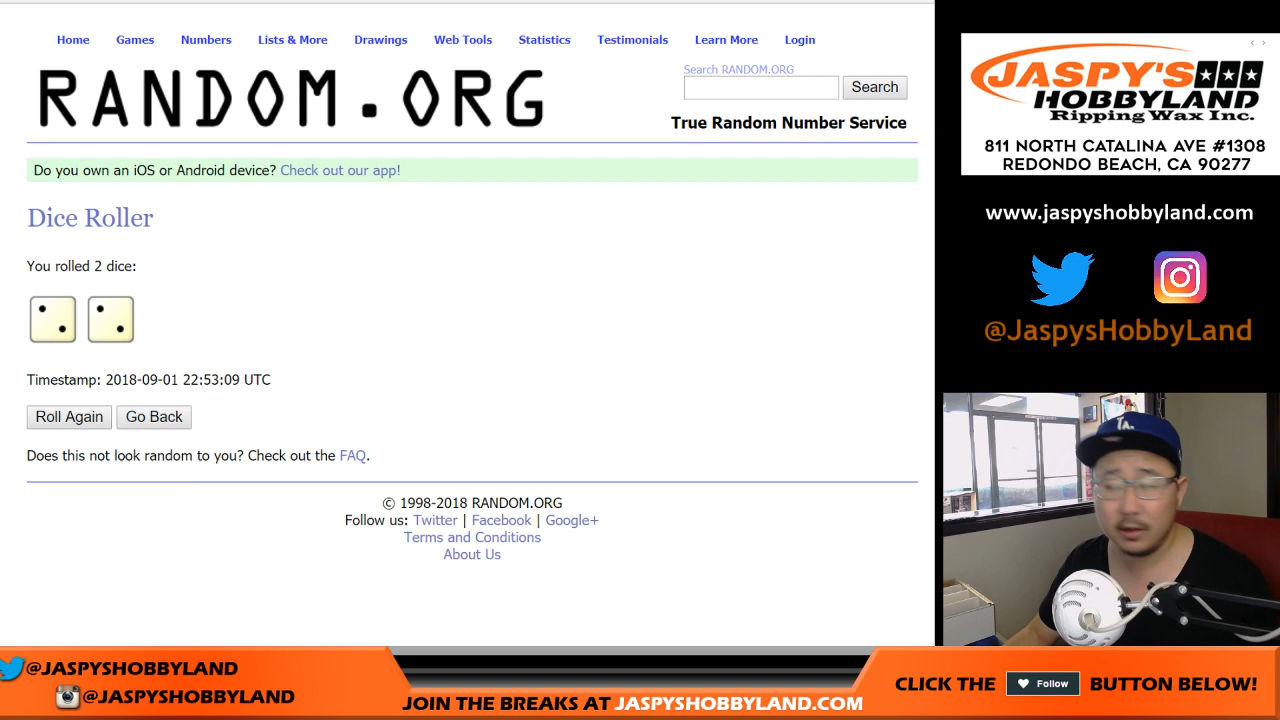 Home Games Numbers Lists & More Drawings Web Tools Statistics Testimonials Learn More Login
RANDOM.ORG
Search RANDOM.ORG
Search
True Random Number Service
Do you own an iOS or Android device? Check out our app!
Dice Roller
You rolled 2 dice:
Timestamp: 2018-09-01 22:53:09 UTC
Roll Again Go Back
Does this not look random to you? Check out the FAQ.
© 1998-2018 RANDOM.ORG
Follow us: Twitter | Facebook | Google+
Terms and Conditions
About Us
JASPY'S
HOBBYLAND
Ripping Wax Inc.
811 NORTH CATALINA AVE #1308
REDONDO BEACH, CA 90277
www.jaspyshobbyland.com
@JaspysHobbyLand
LA
@JASPYSHOBBYLAND
@JASPYSHOBBYLAND
JOIN THE BREAKS AT JASPYSHOBBYLAND.COM
CLICK THE Follow BUTTON BELOW!